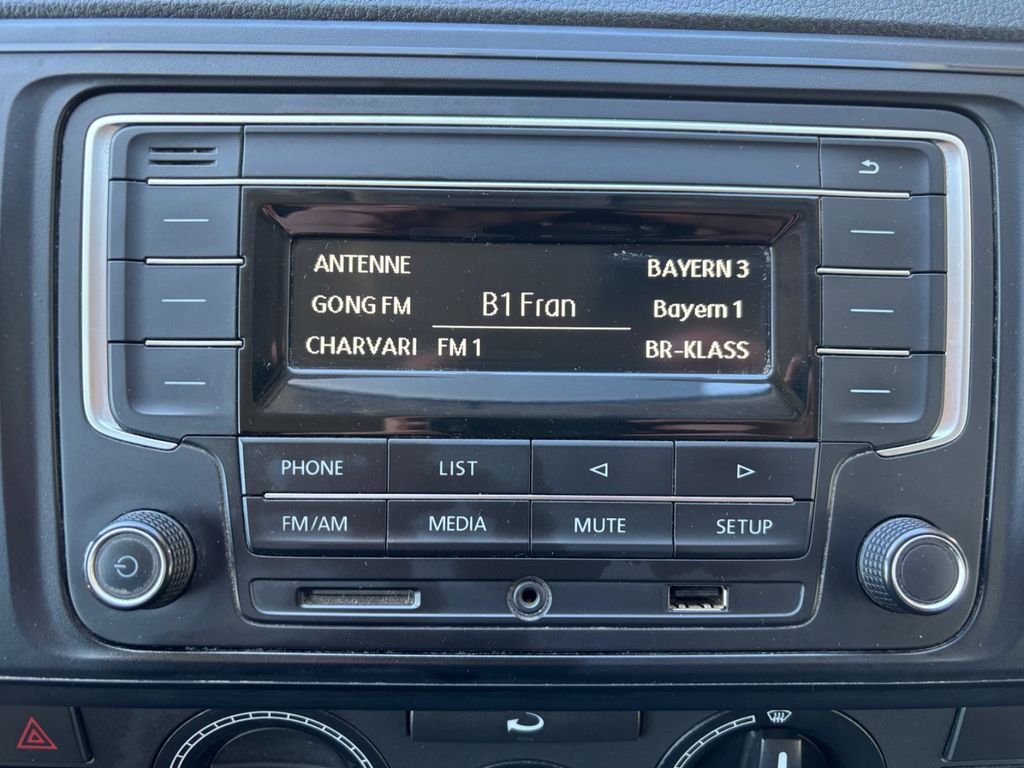 ANTENNE BAYERN 3
GONG FM B1 Fran Bayern 1
CHARVARI FM 1 BR-KLASS
PHONE LIST
FM/AM MEDIA MUTE SETUP